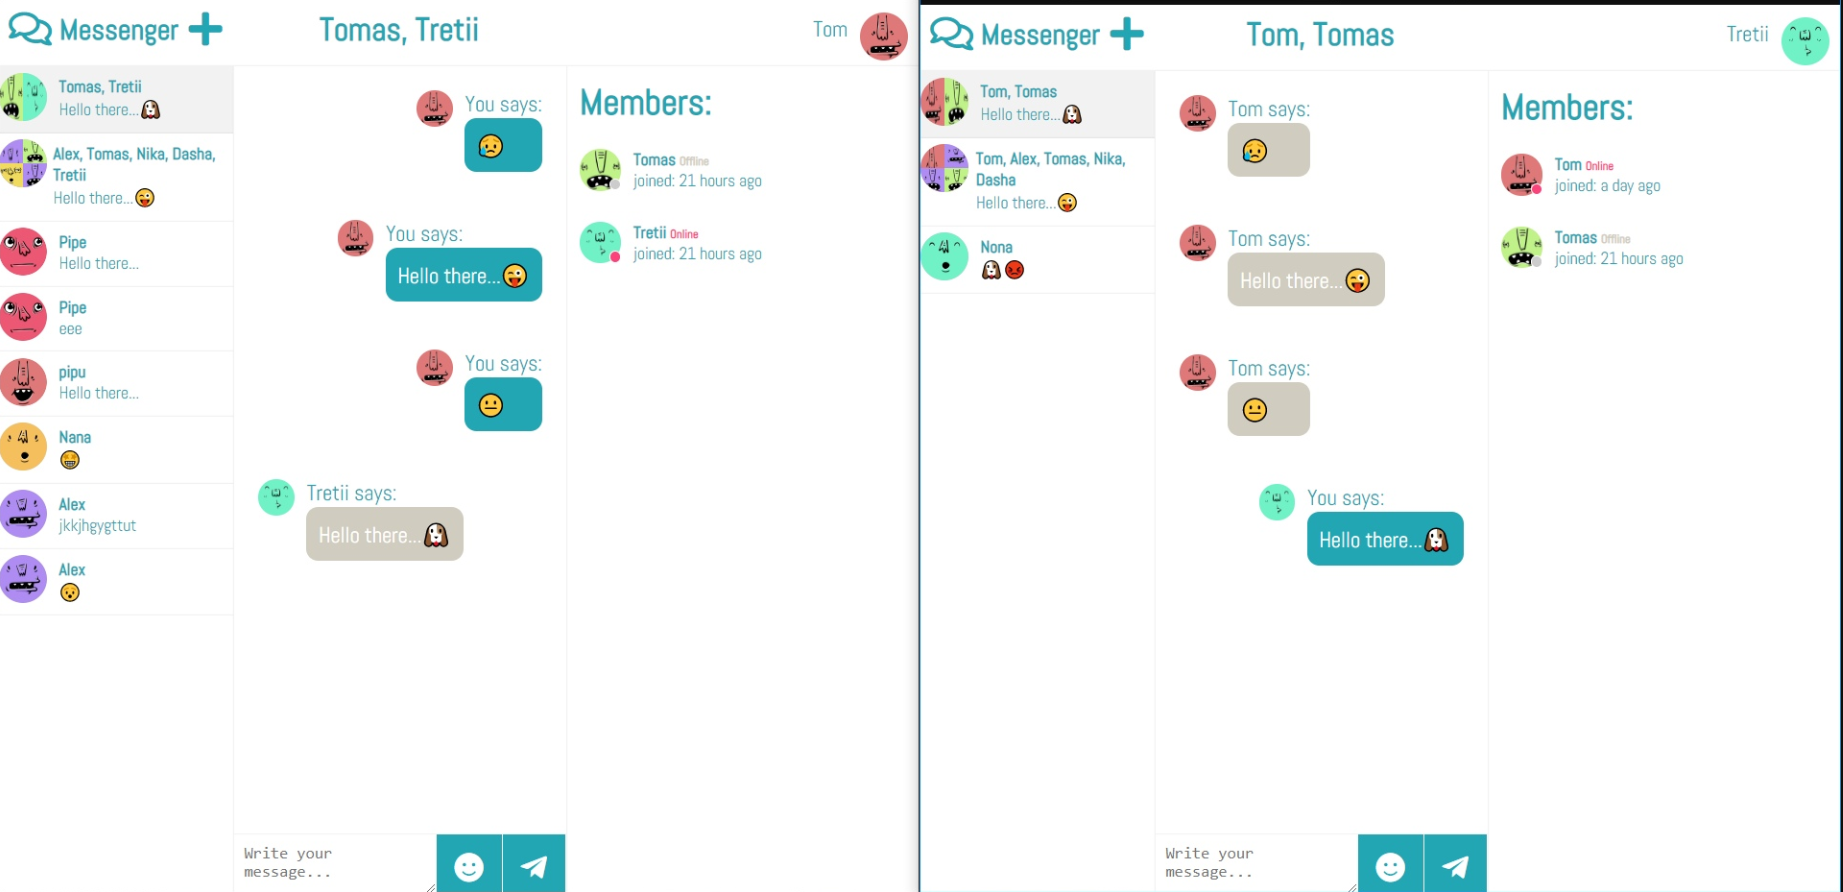 Messenger
Tomas, Tretii
Tom
Tomas, Tretii
Hello there...
Alex, Tomas, Nika, Dasha,
Tretii
Hello there...
Pipe
Hello there...
Pipe
eee
pipu
Hello there...
Nana
Alex
jkkjhgygttut
Alex
You says:
You says:
Hello there...
You says:
Tretii says:
Hello there...
Write your
message...
Members:
Tomas Offline
joined: 21 hours ago
Tretii Online
joined: 21 hours ago
Messenger
Tom, Tomas
Tretii
Tom, Tomas
Hello there...
Tom, Alex, Tomas, Nika,
Dasha
Hello there...
Nona
Tom says:
Tom says:
Hello there...
Tom says:
You says:
Hello there...
Write your
message...
Members:
Tom Online
joined: a day ago
Tomas Offline
joined: 21 hours ago